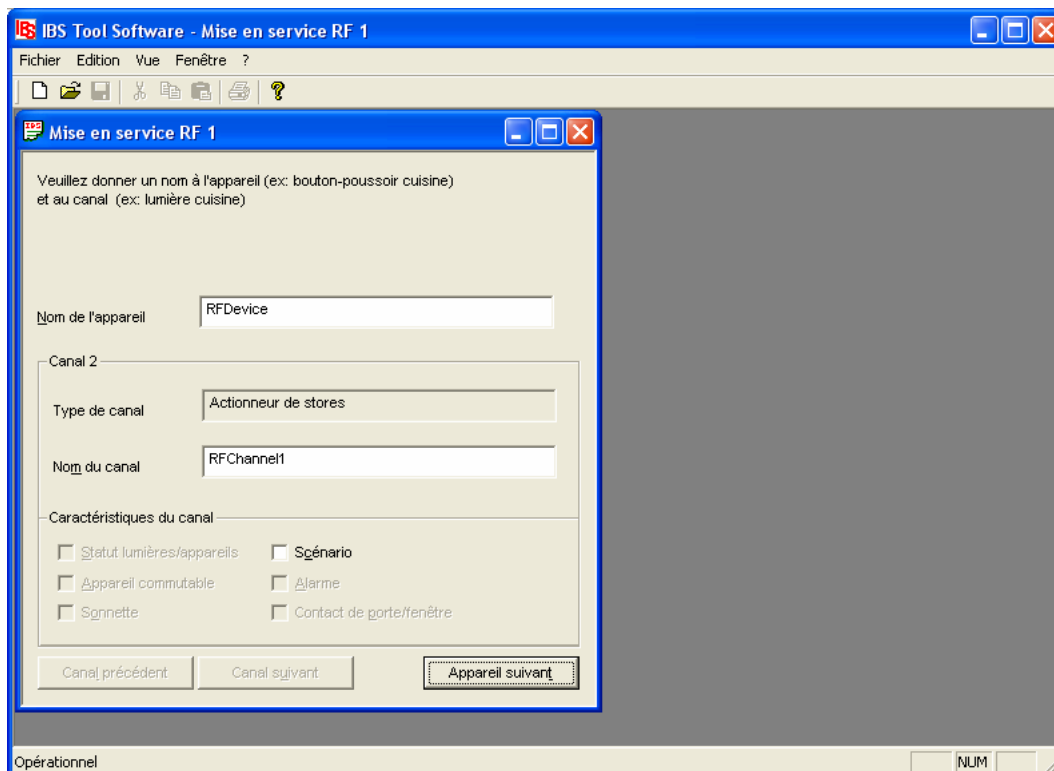 IBS IBS Tool Software - Mise en service RF 1
Fichier Edition Vue Fenêtre ?
Mise en service RF 1
Veuillez donner un nom à l'appareil (ex: bouton-poussoir cuisine)
et au canal (ex: lumière cuisine)
Nom de l'appareil RFDevice
Canal 2
Type de canal Actionneur de stores
Nom du canal RFChannel1
Caractéristiques du canal
Statut lumières/appareils Scénario
Appareil commutable Alarme
Sonnette Contact de porte/fenêtre
Canal précédent Canal suivant Appareil suivant
Opérationnel NUM